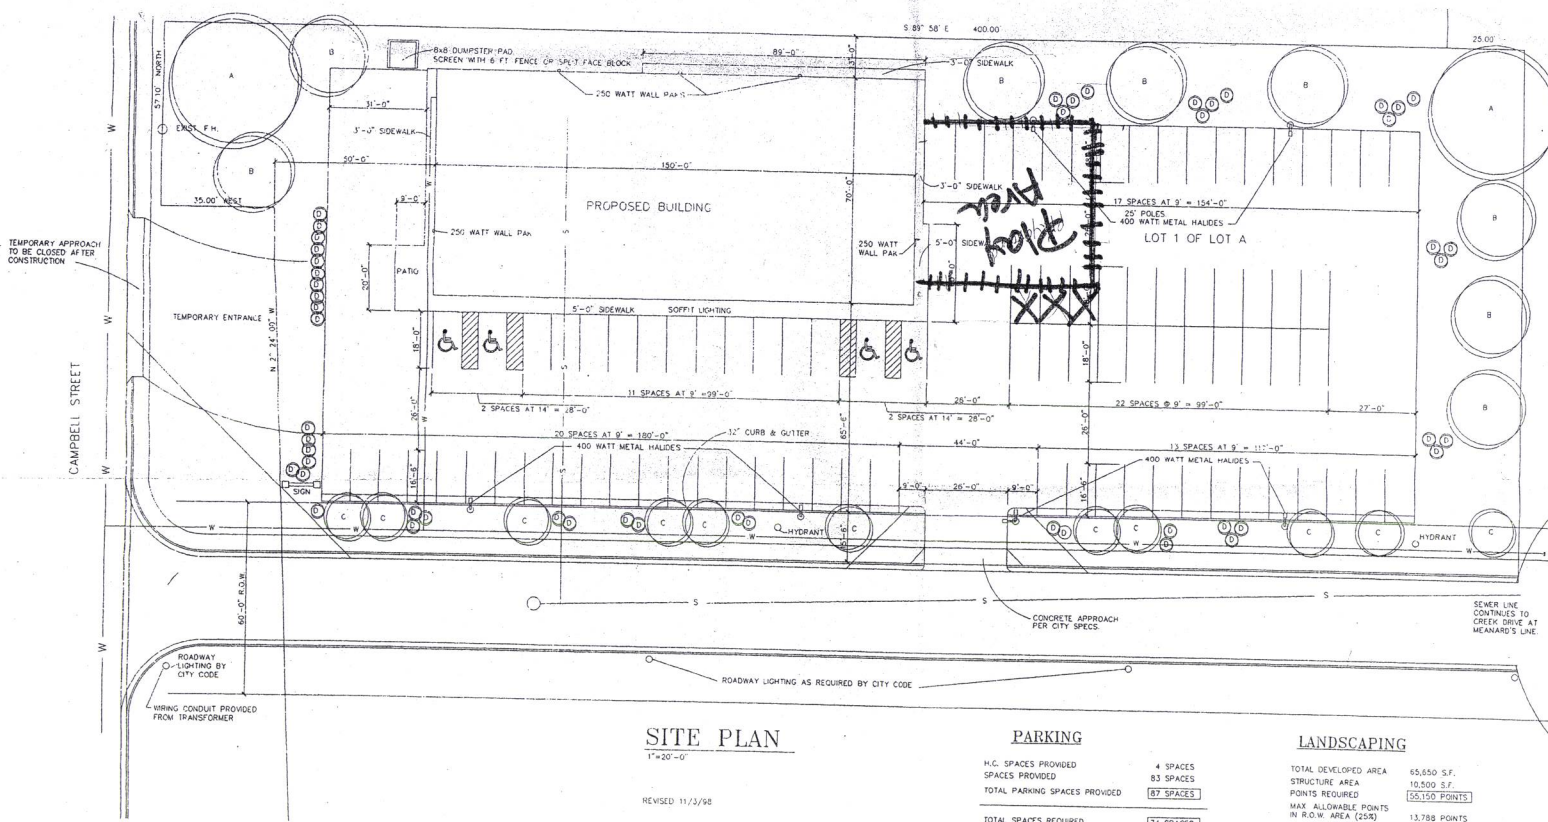 S 89° 58' E 400.00'
25.00'
57.10' NORTH
EXIST. F.H.
35.00' WEST
8x8 DUMPSTER PAD
SCREEN WITH 6 FT FENCE OR SPLIT FACE BLOCK
89'-0"
3'-0" SIDEWALK
250 WATT WALL PAKS
31'-0"
3'-0" SIDEWALK
50'-0"
150'-0"
70'-0"
PROPOSED BUILDING
9'-0"
250 WATT WALL PAK
PATIO
20'-0"
3'-0" SIDEWALK
250 WATT
WALL PAK
Play
Area
17 SPACES AT 9' = 154'-0"
25' POLES
400 WATT METAL HALIDES
LOT 1 OF LOT A
TEMPORARY APPROACH
TO BE CLOSED AFTER
CONSTRUCTION
TEMPORARY ENTRANCE
N 2° 24' 00" W
CAMPBELL STREET
5'-0" SIDEWALK
SOFFIT LIGHTING
18'-0"
11 SPACES AT 9' =99'-0"
2 SPACES AT 14' = 28'-0"
2 SPACES AT 14' = 28'-0"
26'-0"
22 SPACES @ 9' = 99'-0"
27'-0"
18'-0"
26'-0"
65'-6"
26'-0"
20 SPACES AT 9' = 180'-0"
12" CURB & GUTTER
400 WATT METAL HALIDES
44'-0"
13 SPACES AT 9' = 117'-0"
400 WATT METAL HALIDES
16'-6"
9'-0"
26'-0"
9'-0"
16'-6"
SIGN
HYDRANT
HYDRANT
60'-0" R.O.W.
CONCRETE APPROACH
PER CITY SPECS.
SEWER LINE
CONTINUES TO
CREEK DRIVE AT
MEANARD'S LINE.
ROADWAY
LIGHTING BY
CITY CODE
ROADWAY LIGHTING AS REQUIRED BY CITY CODE
WIRING CONDUIT PROVIDED
FROM TRANSFORMER
SITE PLAN
1"=20'-0"
REVISED 11/3/98
PARKING
H.C. SPACES PROVIDED 4 SPACES
SPACES PROVIDED 83 SPACES
TOTAL PARKING SPACES PROVIDED 87 SPACES
TOTAL SPACES REQUIRED
LANDSCAPING
TOTAL DEVELOPED AREA 65,650 S.F.
STRUCTURE AREA 10,500 S.F.
POINTS REQUIRED 55,150 POINTS
MAX ALLOWABLE POINTS
IN R.O.W. AREA (25%) 13,788 POINTS